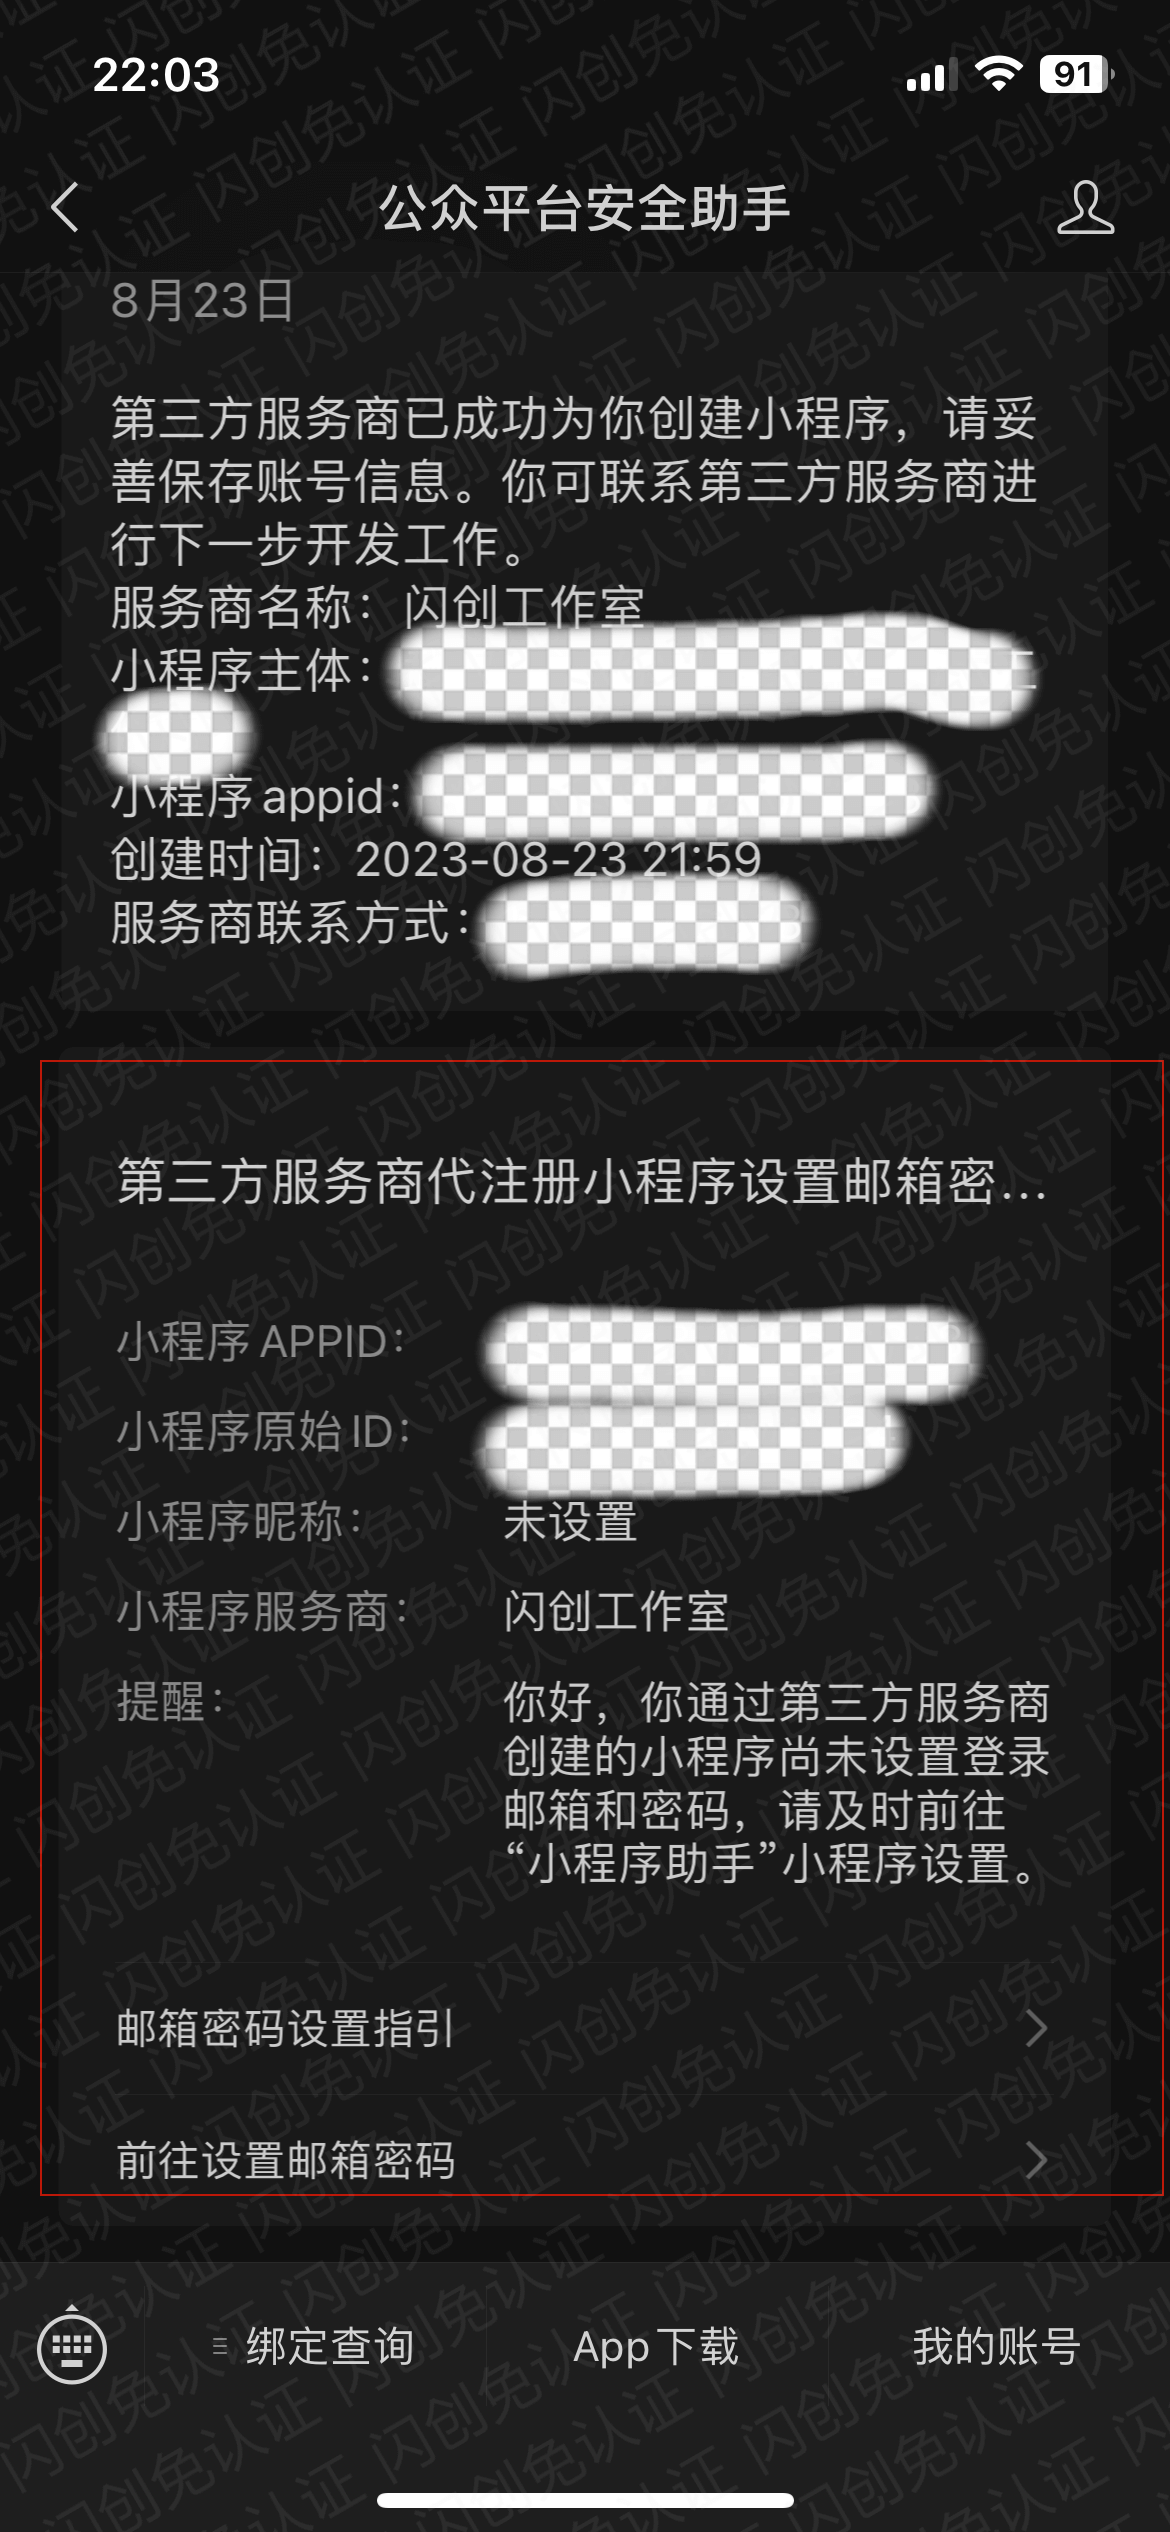 22:03
91
公众平台安全助手
8月23日
第三方服务商已成功为你创建小程序，请妥
善保存账号信息。你可联系第三方服务商进
行下一步开发工作。
服务商名称：闪创工作室
小程序主体：
小程序appid：
创建时间：2023-08-23 21:59
服务商联系方式：
第三方服务商代注册小程序设置邮箱密...
小程序APPID：
小程序原始ID：
小程序昵称： 未设置
小程序服务商： 闪创工作室
提醒： 你好，你通过第三方服务商
创建的小程序尚未设置登录
邮箱和密码，请及时前往
“小程序助手”小程序设置。
邮箱密码设置指引
前往设置邮箱密码
绑定查询 App下载 我的账号
闪创免认证